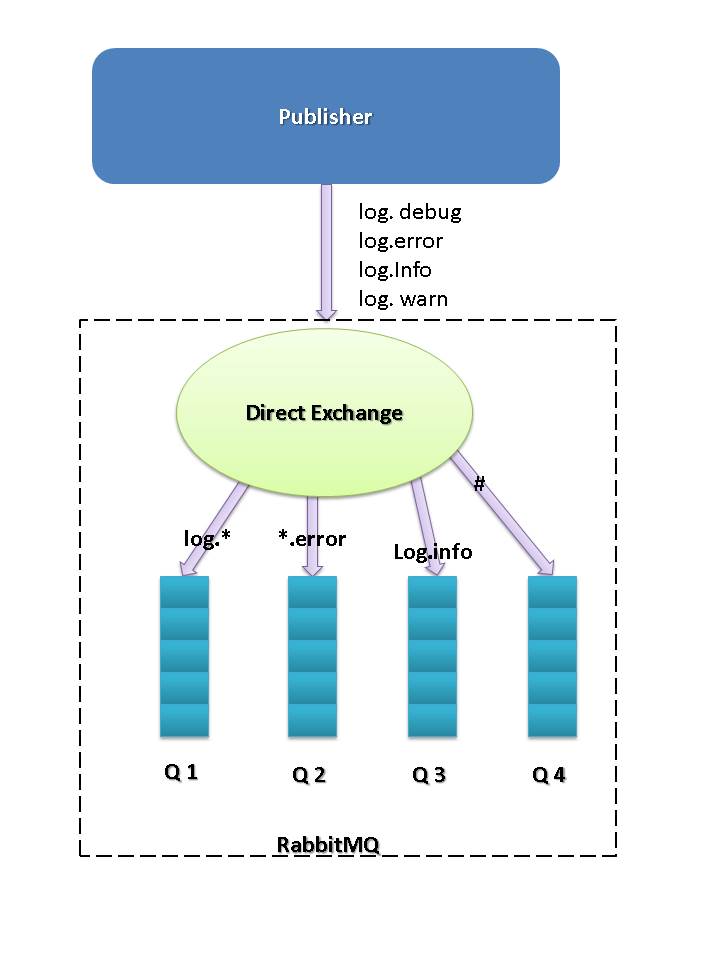 Publisher
log. debug
log.error
log.Info
log. warn
Direct Exchange
#
log.*
*.error
Log.info
Q 1
Q 2
Q 3
Q 4
RabbitMQ